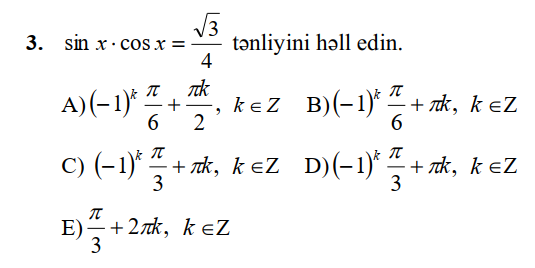 3. sin x · cos x = √3/4 tənliyini həll edin.
A) (−1)^k π/6 + πk/2, k ∈ Z B) (−1)^k π/6 + πk, k ∈ Z
C) (−1)^k π/3 + πk, k ∈ Z D) (−1)^k π/3 + πk, k ∈ Z
E) π/3 + 2πk, k ∈ Z